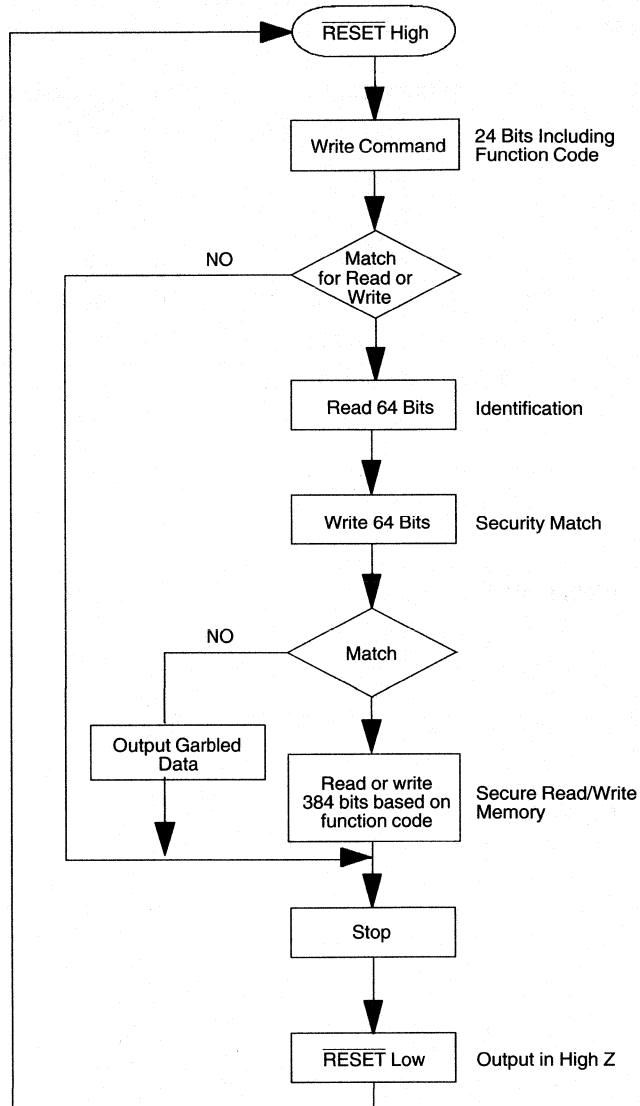 RESET High
Write Command
24 Bits Including
Function Code
NO
Match
for Read or
Write
Read 64 Bits
Identification
Write 64 Bits
Security Match
NO
Match
Output Garbled
Data
Read or write
384 bits based on
function code
Secure Read/Write
Memory
Stop
RESET Low
Output in High Z